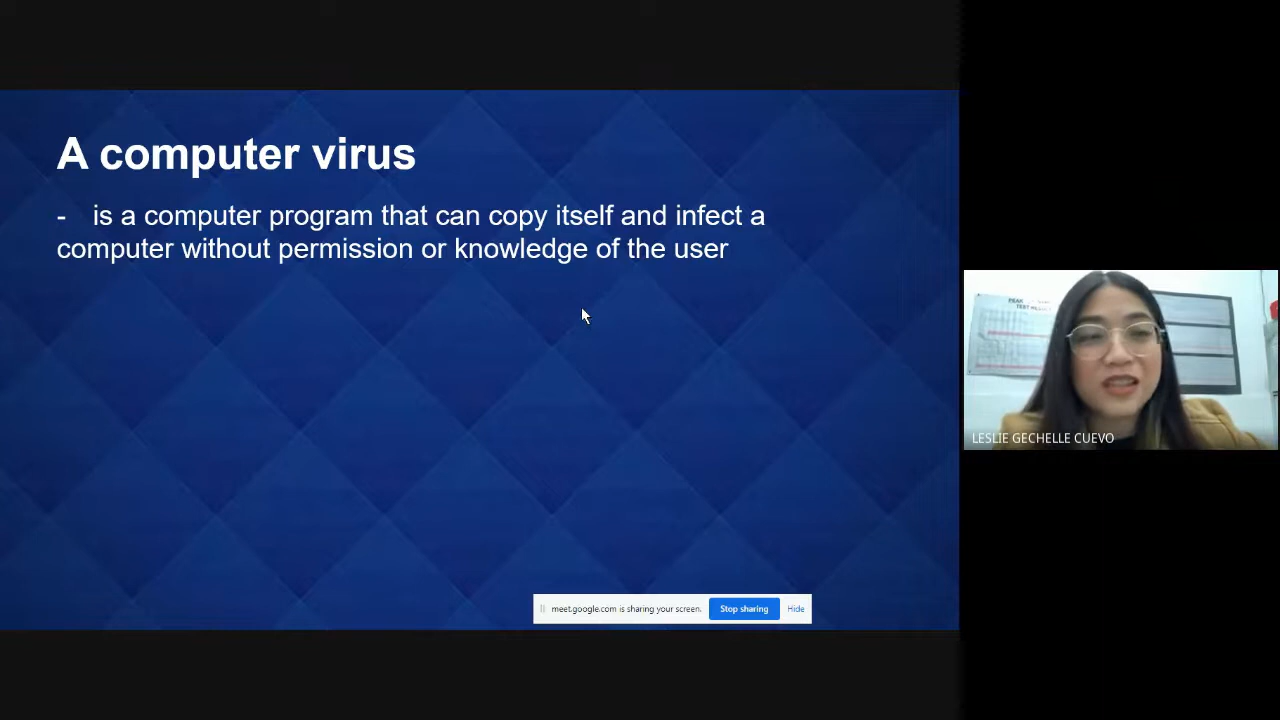 A computer virus
- is a computer program that can copy itself and infect a
computer without permission or knowledge of the user
meet.google.com is sharing your screen. Stop sharing Hide
TEST
LESLIE GECHELLE CUEVO